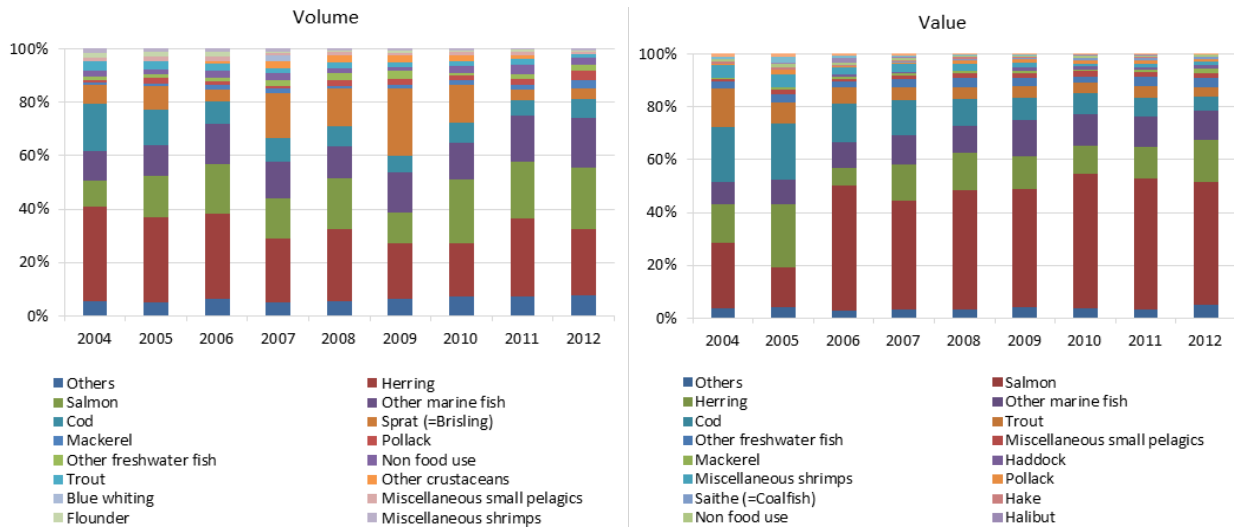 Volume
100%
80%
60%
40%
20%
0%
2004 2005 2006 2007 2008 2009 2010 2011 2012
Others Herring
Salmon Other marine fish
Cod Sprat (=Brisling)
Mackerel Pollack
Other freshwater fish Non food use
Trout Other crustaceans
Blue whiting Miscellaneous small pelagics
Flounder Miscellaneous shrimps
Value
100%
80%
60%
40%
20%
0%
2004 2005 2006 2007 2008 2009 2010 2011 2012
Others Salmon
Herring Other marine fish
Cod Trout
Other freshwater fish Miscellaneous small pelagics
Mackerel Haddock
Miscellaneous shrimps Pollack
Saithe (=Coalfish) Hake
Non food use Halibut